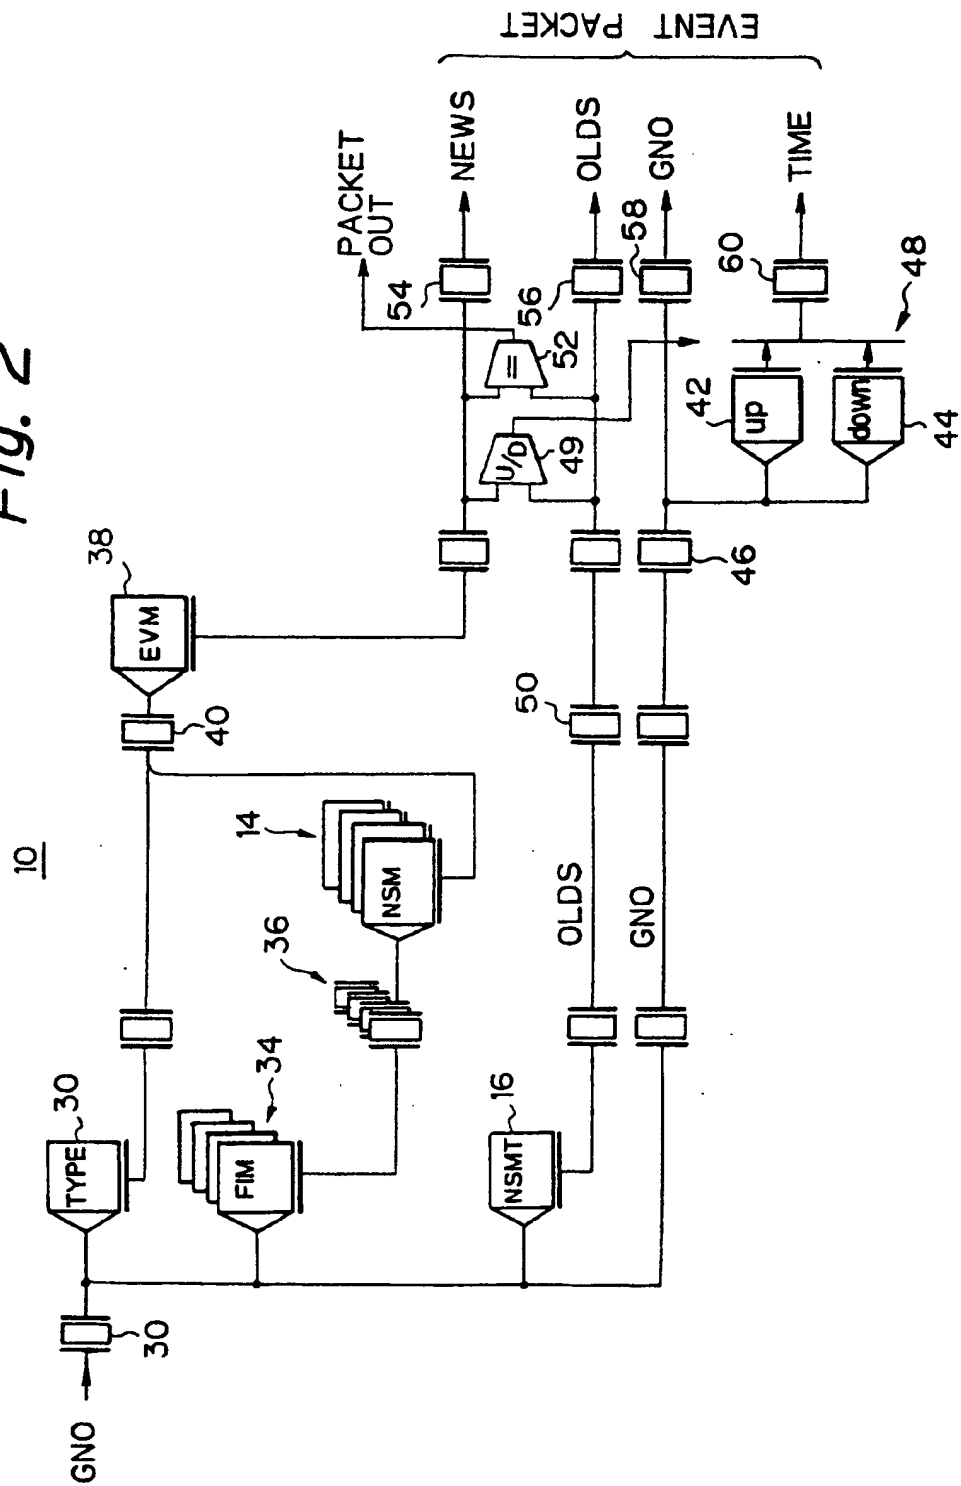 Fig. 2
10
GNO
30
TYPE
30
FIM
34
36
NSM
14
NSMT
16
40
EVM
38
OLDS
GNO
50
46
U/D
49
=
52
54
56
58
60
up
42
down
44
48
PACKET
OUT
NEWS
OLDS
GNO
TIME
EVENT PACKET